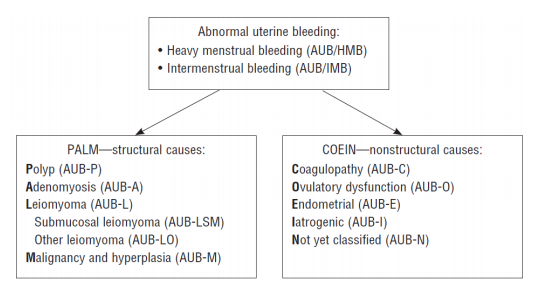 Abnormal uterine bleeding:
• Heavy menstrual bleeding (AUB/HMB)
• Intermenstrual bleeding (AUB/IMB)
PALM—structural causes:
Polyp (AUB-P)
Adenomyosis (AUB-A)
Leiomyoma (AUB-L)
Submucosal leiomyoma (AUB-LSM)
Other leiomyoma (AUB-LO)
Malignancy and hyperplasia (AUB-M)
COEIN—nonstructural causes:
Coagulopathy (AUB-C)
Ovulatory dysfunction (AUB-O)
Endometrial (AUB-E)
Iatrogenic (AUB-I)
Not yet classified (AUB-N)